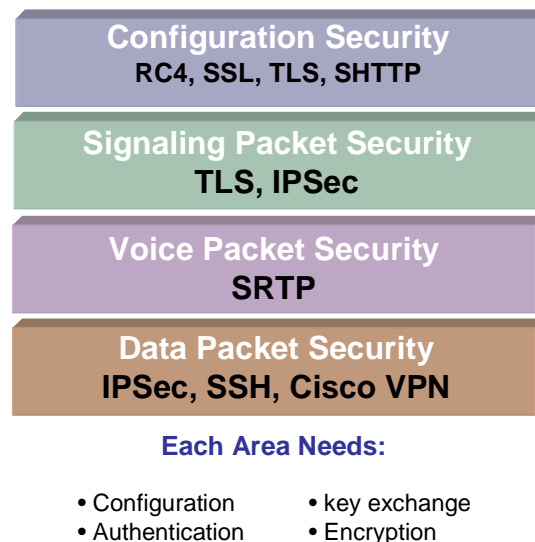 Configuration Security
RC4, SSL, TLS, SHTTP
Signaling Packet Security
TLS, IPSec
Voice Packet Security
SRTP
Data Packet Security
IPSec, SSH, Cisco VPN
Each Area Needs:
• Configuration
• Authentication
• key exchange
• Encryption